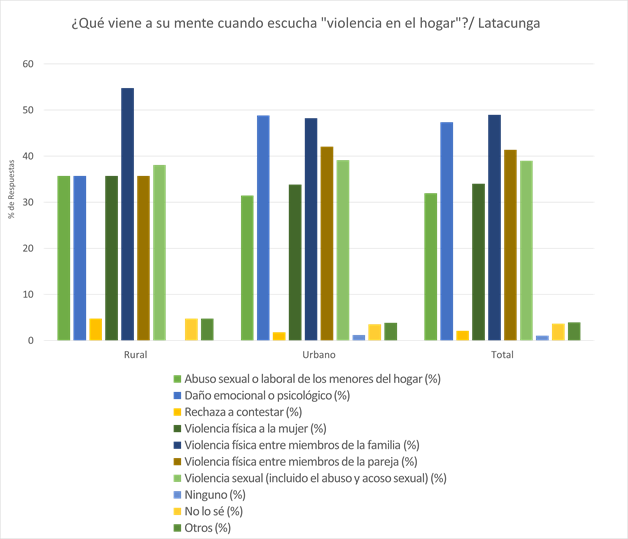 ¿Qué viene a su mente cuando escucha "violencia en el hogar"?/ Latacunga
60
50
40
30
20
10
0
% de Respuestas
Rural
Urbano
Total
Abuso sexual o laboral de los menores del hogar (%)
Daño emocional o psicológico (%)
Rechaza a contestar (%)
Violencia física a la mujer (%)
Violencia física entre miembros de la familia (%)
Violencia física entre miembros de la pareja (%)
Violencia sexual (incluido el abuso y acoso sexual) (%)
Ninguno (%)
No lo sé (%)
Otros (%)